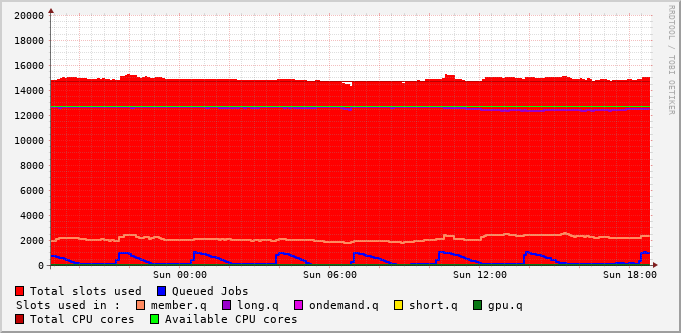 RRDTOOL / TOBI OETIKER
20000
18000
16000
14000
12000
10000
8000
6000
4000
2000
0
Sun 00:00 Sun 06:00 Sun 12:00 Sun 18:00
Total slots used Queued Jobs
Slots used in : member.q long.q ondemand.q short.q gpu.q
Total CPU cores Available CPU cores